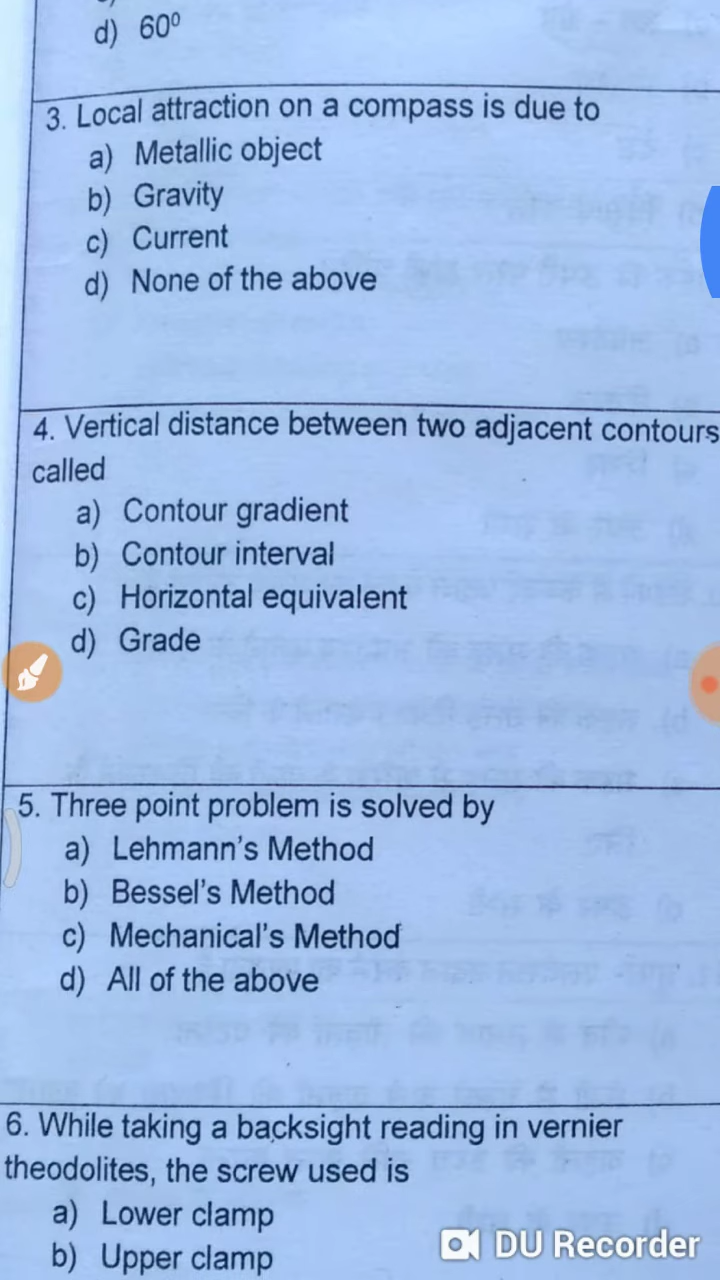 d) 60⁰
3. Local attraction on a compass is due to
a) Metallic object
b) Gravity
c) Current
d) None of the above
4. Vertical distance between two adjacent contours
called
a) Contour gradient
b) Contour interval
c) Horizontal equivalent
d) Grade
5. Three point problem is solved by
a) Lehmann's Method
b) Bessel's Method
c) Mechanical's Method
d) All of the above
6. While taking a backsight reading in vernier
theodolites, the screw used is
a) Lower clamp
b) Upper clamp
DU Recorder